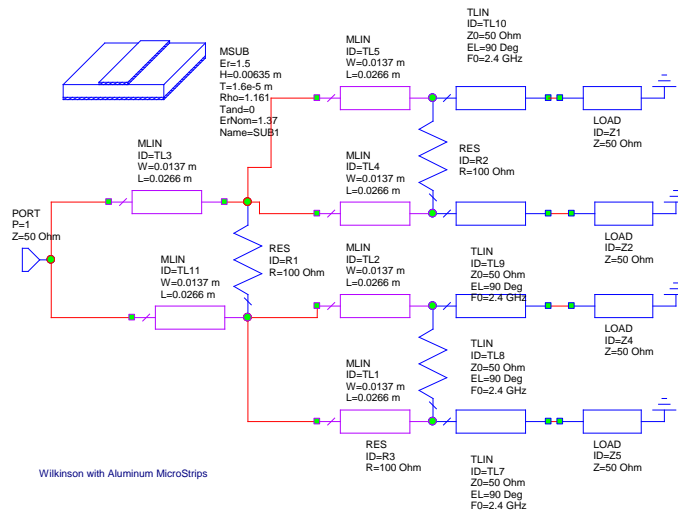 TLIN
ID=TL10
Z0=50 Ohm
EL=90 Deg
F0=2.4 GHz
MLIN
ID=TL5
W=0.0137 m
L=0.0266 m
MSUB
Er=1.5
H=0.00635 m
T=1.6e-5 m
Rho=1.161
Tand=0
ErNom=1.37
Name=SUB1
LOAD
ID=Z1
Z=50 Ohm
MLIN
ID=TL3
W=0.0137 m
L=0.0266 m
MLIN
ID=TL4
W=0.0137 m
L=0.0266 m
RES
ID=R2
R=100 Ohm
PORT
P=1
Z=50 Ohm
LOAD
ID=Z2
Z=50 Ohm
RES
ID=R1
R=100 Ohm
MLIN
ID=TL11
W=0.0137 m
L=0.0266 m
MLIN
ID=TL2
W=0.0137 m
L=0.0266 m
TLIN
ID=TL9
Z0=50 Ohm
EL=90 Deg
F0=2.4 GHz
LOAD
ID=Z4
Z=50 Ohm
TLIN
ID=TL8
Z0=50 Ohm
EL=90 Deg
F0=2.4 GHz
MLIN
ID=TL1
W=0.0137 m
L=0.0266 m
RES
ID=R3
R=100 Ohm
LOAD
ID=Z5
Z=50 Ohm
TLIN
ID=TL7
Z0=50 Ohm
EL=90 Deg
F0=2.4 GHz
Wilkinson with Aluminum MicroStrips